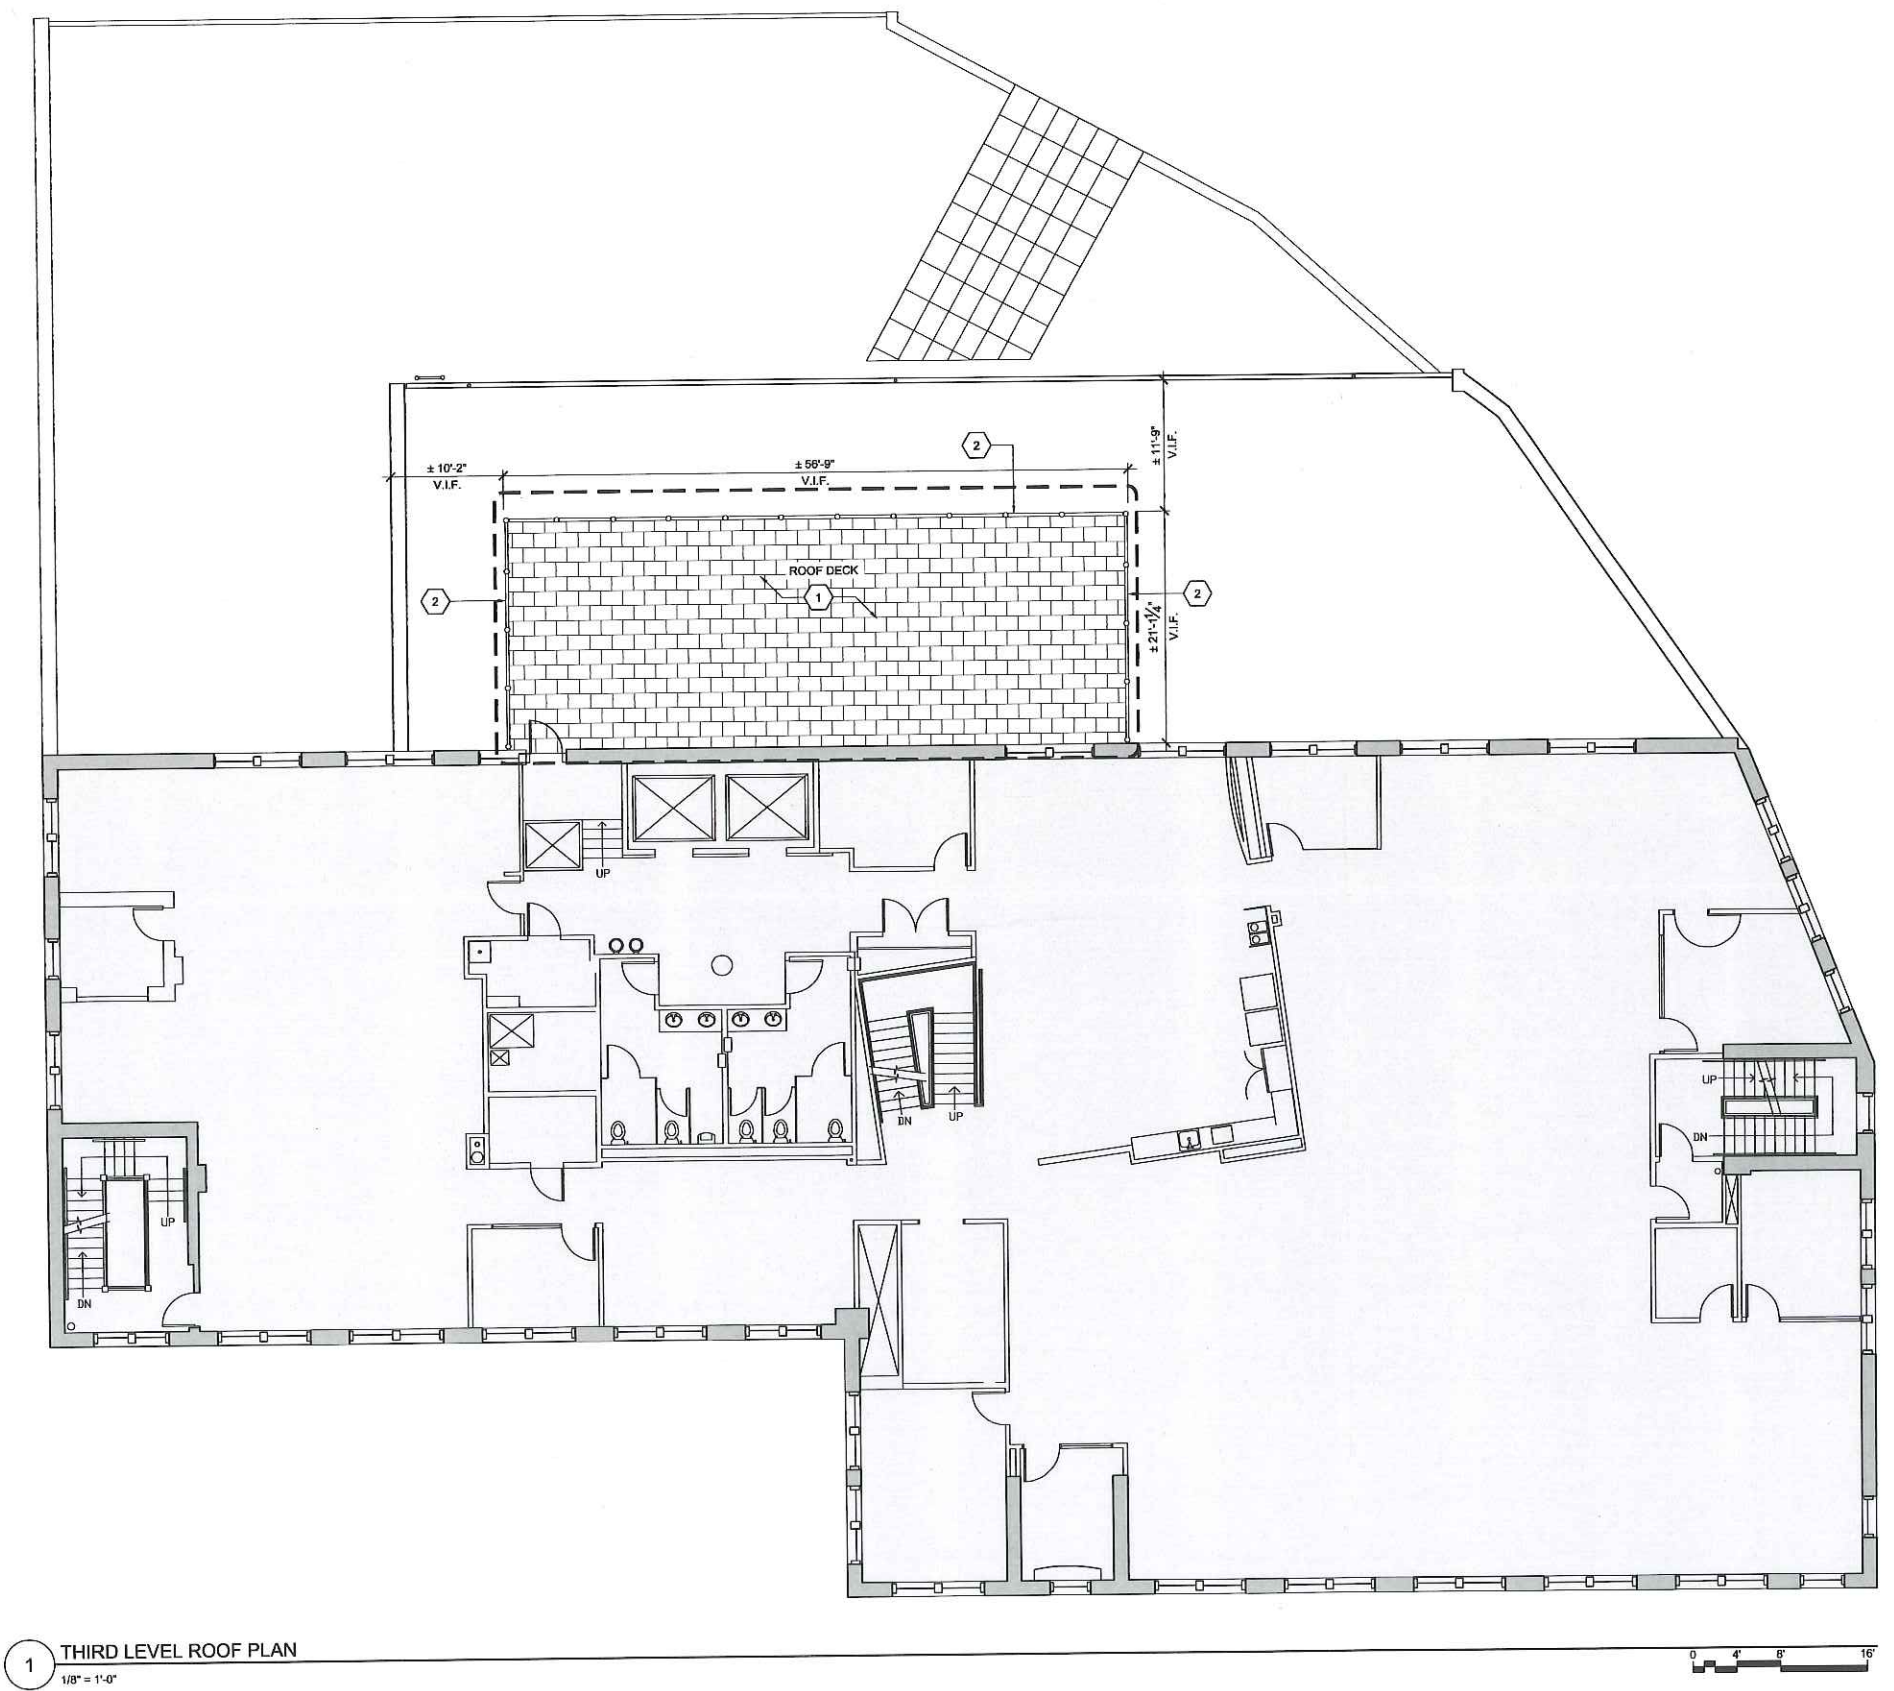 2
± 11'-9"
V.I.F.
± 10'-2"
V.I.F.
± 56'-9"
V.I.F.
ROOF DECK
1
2
2
± 21'-1¼"
V.I.F.
UP
UP
DN
DN
UP
UP
DN
UP
DN
1
THIRD LEVEL ROOF PLAN
1/8" = 1'-0"
0 4' 8' 16'